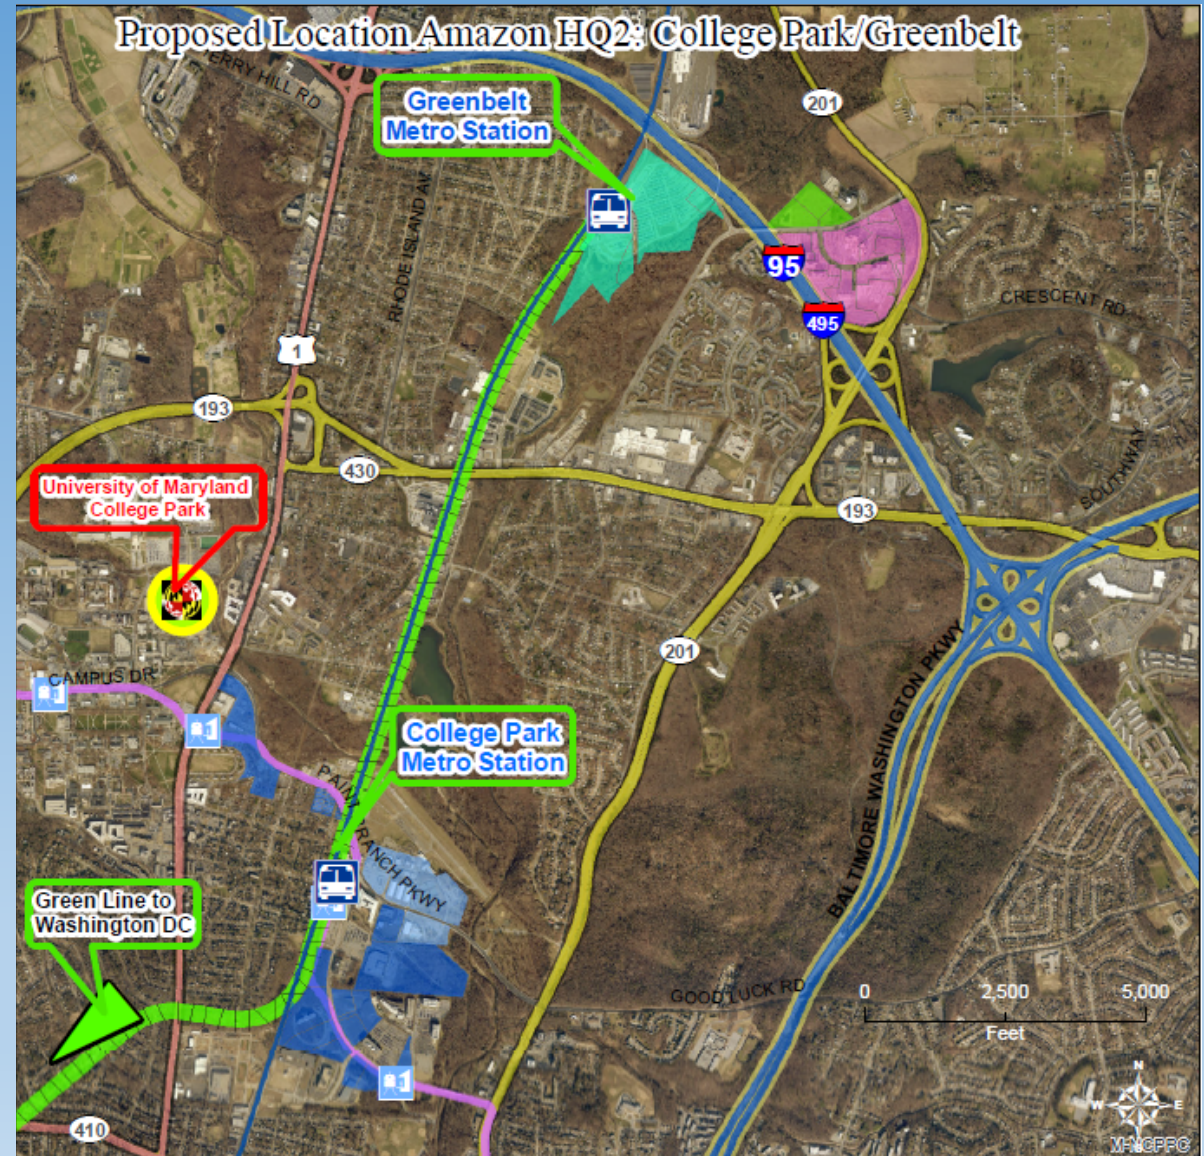 Proposed Location Amazon HQ2: College Park/Greenbelt
Greenbelt
Metro Station
201
RHODE ISLAND AV
95
CRESCENT RD
495
1
193
430
University of Maryland
College Park
193
SOUTHWAY
201
CAMPUS DR
BALTIMORE WASHINGTON PKWY
College Park
Metro Station
PAINT BRANCH PKWY
Green Line to
Washington DC
GOOD LUCK RD
0 2,500 5,000
Feet
410
N
W E
S
M-NCPPC